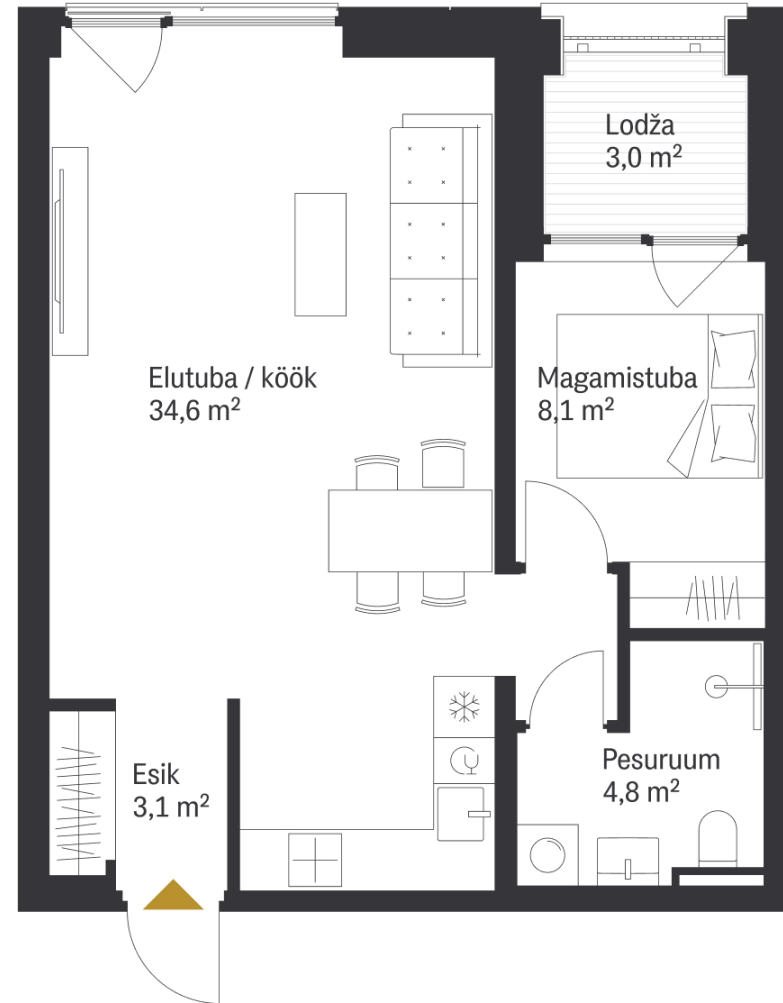 Lodža
3,0 m²
Elutuba / köök
34,6 m²
Magamistuba
8,1 m²
Esik
3,1 m²
Pesuruum
4,8 m²